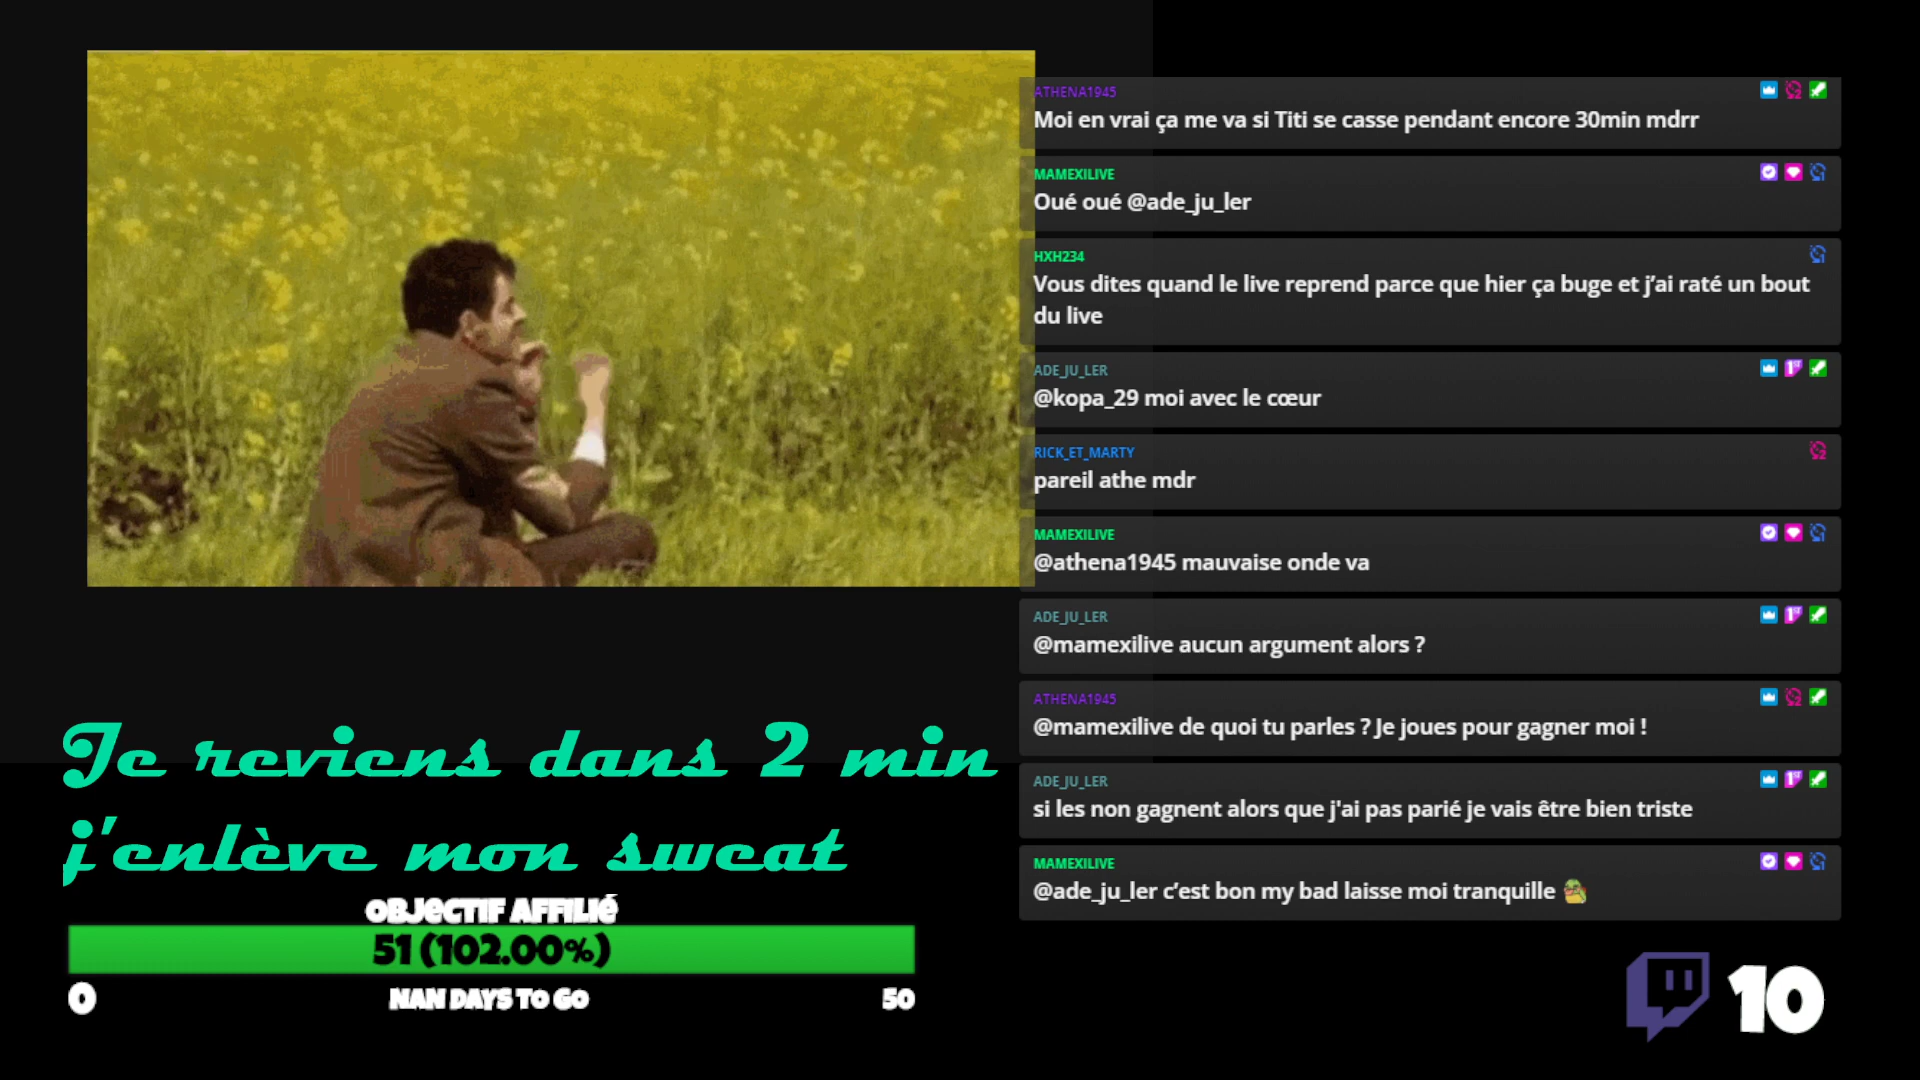 ATHENA1945
Moi en vrai ça me va si Titi se casse pendant encore 30min mdrr
MAMEXILIVE
Oué oué @ade_ju_ler
HXH234
Vous dites quand le live reprend parce que hier ça buge et j’ai raté un bout
du live
ADE_JU_LER
@kopa_29 moi avec le cœur
RICK_ET_MARTY
pareil athe mdr
MAMEXILIVE
@athena1945 mauvaise onde va
ADE_JU_LER
@mamexilive aucun argument alors ?
ATHENA1945
@mamexilive de quoi tu parles ? Je joues pour gagner moi !
ADE_JU_LER
si les non gagnent alors que j'ai pas parié je vais être bien triste
MAMEXILIVE
@ade_ju_ler c’est bon my bad laisse moi tranquille
Je reviens dans 2 min
j'enlève mon sweat
OBJECTIF AFFILIÉ
51 (102.00%)
0
NAN DAYS TO GO
50
10